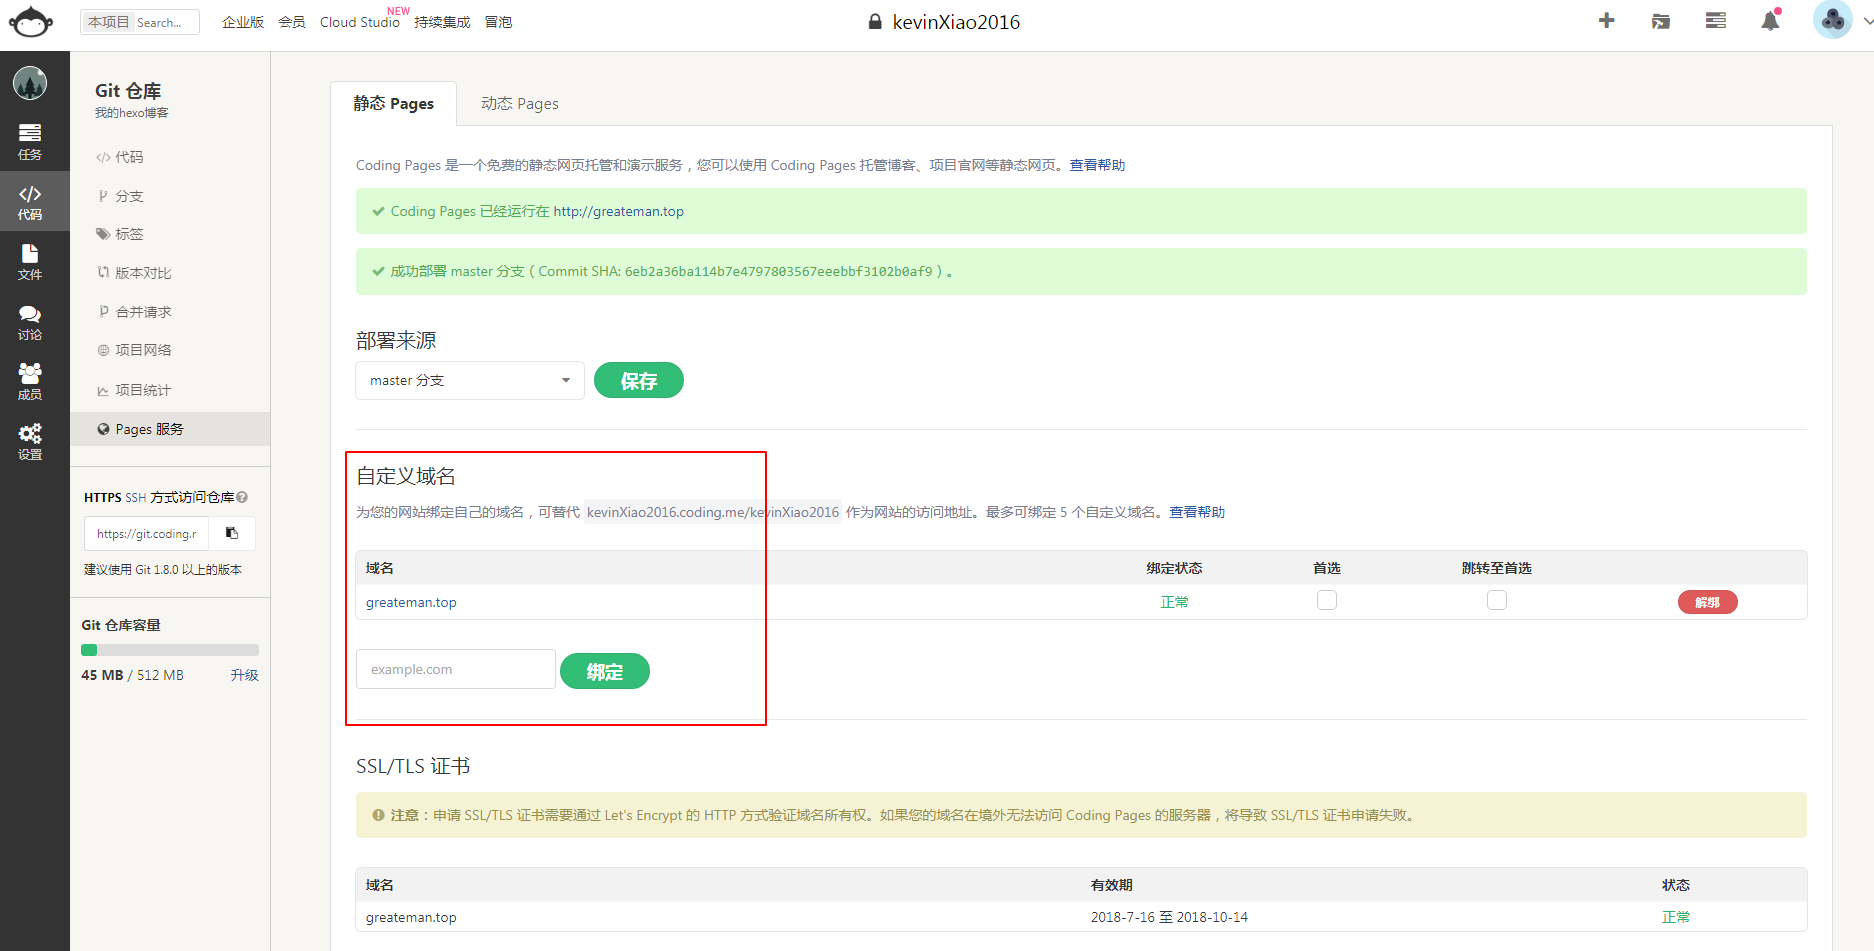 本项目 Search... 企业版 会员 Cloud Studio NEW 持续集成 冒泡 kevinXiao2016
任务
代码
文件
讨论
成员
设置
Git 仓库
我的hexo博客
</> 代码
分支
标签
版本对比
合并请求
项目网络
项目统计
Pages 服务
HTTPS SSH 方式访问仓库
https://git.coding.r
建议使用 Git 1.8.0 以上的版本
Git 仓库容量
45 MB / 512 MB 升级
静态 Pages 动态 Pages
Coding Pages 是一个免费的静态网页托管和演示服务，您可以使用 Coding Pages 托管博客、项目官网等静态网页。查看帮助
Coding Pages 已经运行在 http://greateman.top
成功部署 master 分支 ( Commit SHA: 6eb2a36ba114b7e4797803567eeebbf3102b0af9 ) 。
部署来源
master 分支 保存
自定义域名
为您的网站绑定自己的域名，可替代 kevinXiao2016.coding.me/kevinXiao2016 作为网站的访问地址。最多可绑定 5 个自定义域名。查看帮助
域名 绑定状态 首选 跳转至首选
greateman.top 正常 解绑
example.com 绑定
SSL/TLS 证书
注意：申请 SSL/TLS 证书需要通过 Let's Encrypt 的 HTTP 方式验证域名所有权。如果您的域名在境外无法访问 Coding Pages 的服务器，将导致 SSL/TLS 证书申请失败。
域名 有效期 状态
greateman.top 2018-7-16 至 2018-10-14 正常